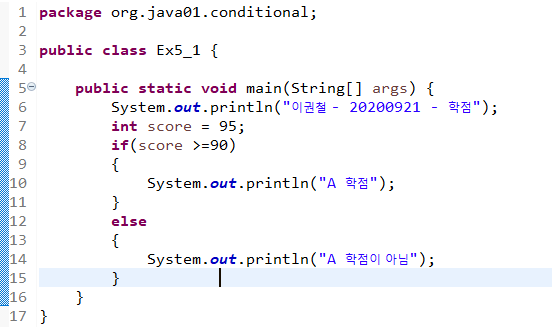 1 package org.java01.conditional;
2
3 public class Ex5_1 {
4
5 public static void main(String[] args) {
6 System.out.println("이권철 - 20200921 - 학점");
7 int score = 95;
8 if(score >=90)
9 {
10 System.out.println("A 학점");
11 }
12 else
13 {
14 System.out.println("A 학점이 아님");
15 }
16 }
17 }